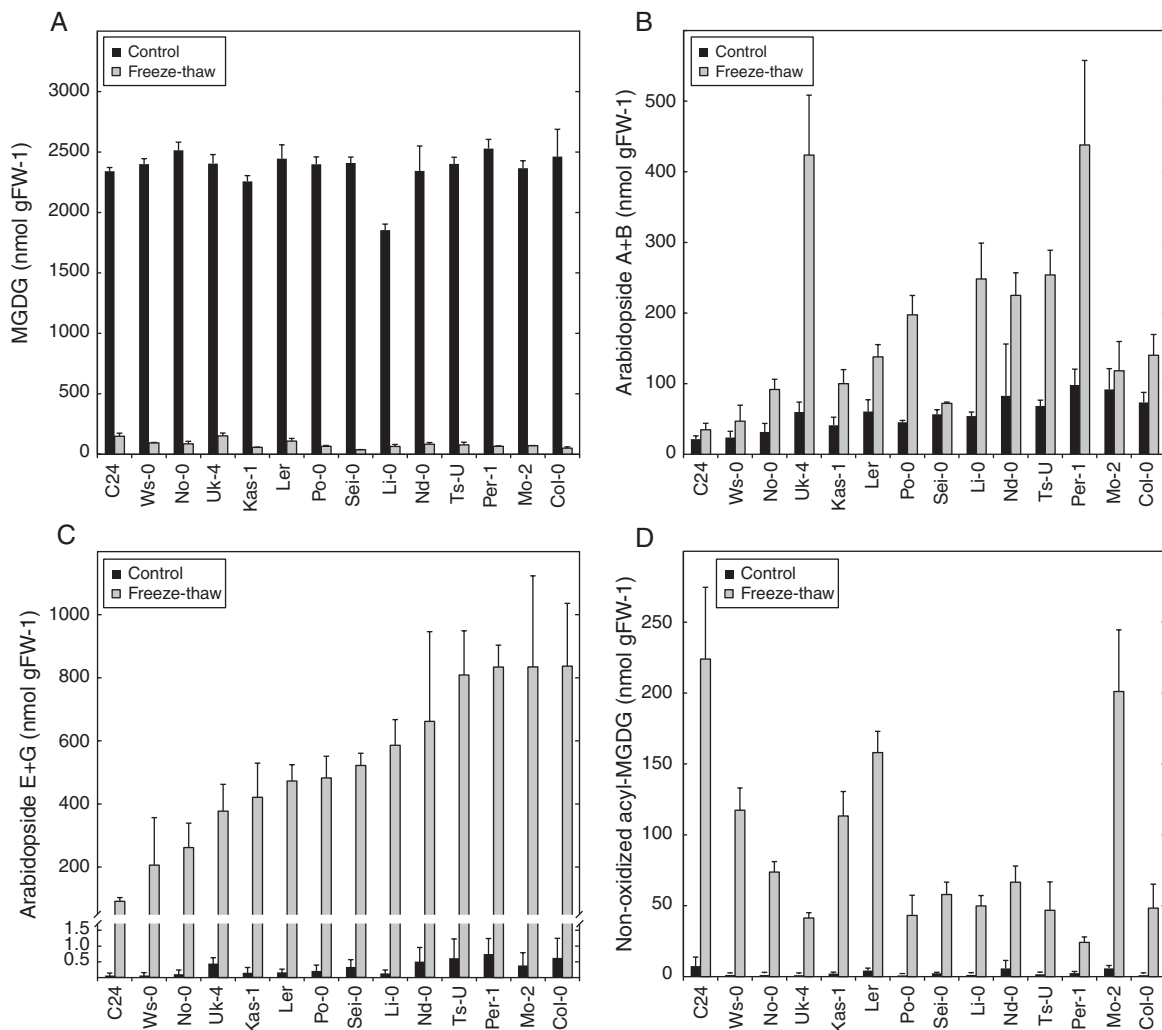 A
Control
Freeze-thaw
MGDG (nmol gFW-1)
3000
2500
2000
1500
1000
500
0
C24 Ws-0 No-0 Uk-4 Kas-1 Ler Po-0 Sei-0 Li-0 Nd-0 Ts-U Per-1 Mo-2 Col-0
B
Control
Freeze-thaw
Arabidopside A+B (nmol gFW-1)
500
400
300
200
100
0
C24 Ws-0 No-0 Uk-4 Kas-1 Ler Po-0 Sei-0 Li-0 Nd-0 Ts-U Per-1 Mo-2 Col-0
C
Control
Freeze-thaw
Arabidopside E+G (nmol gFW-1)
1000
800
600
400
200
1.5
1.0
0.5
C24 Ws-0 No-0 Uk-4 Kas-1 Ler Po-0 Sei-0 Li-0 Nd-0 Ts-U Per-1 Mo-2 Col-0
D
Control
Freeze-thaw
Non-oxidized acyl-MGDG (nmol gFW-1)
250
200
150
100
50
0
C24 Ws-0 No-0 Uk-4 Kas-1 Ler Po-0 Sei-0 Li-0 Nd-0 Ts-U Per-1 Mo-2 Col-0